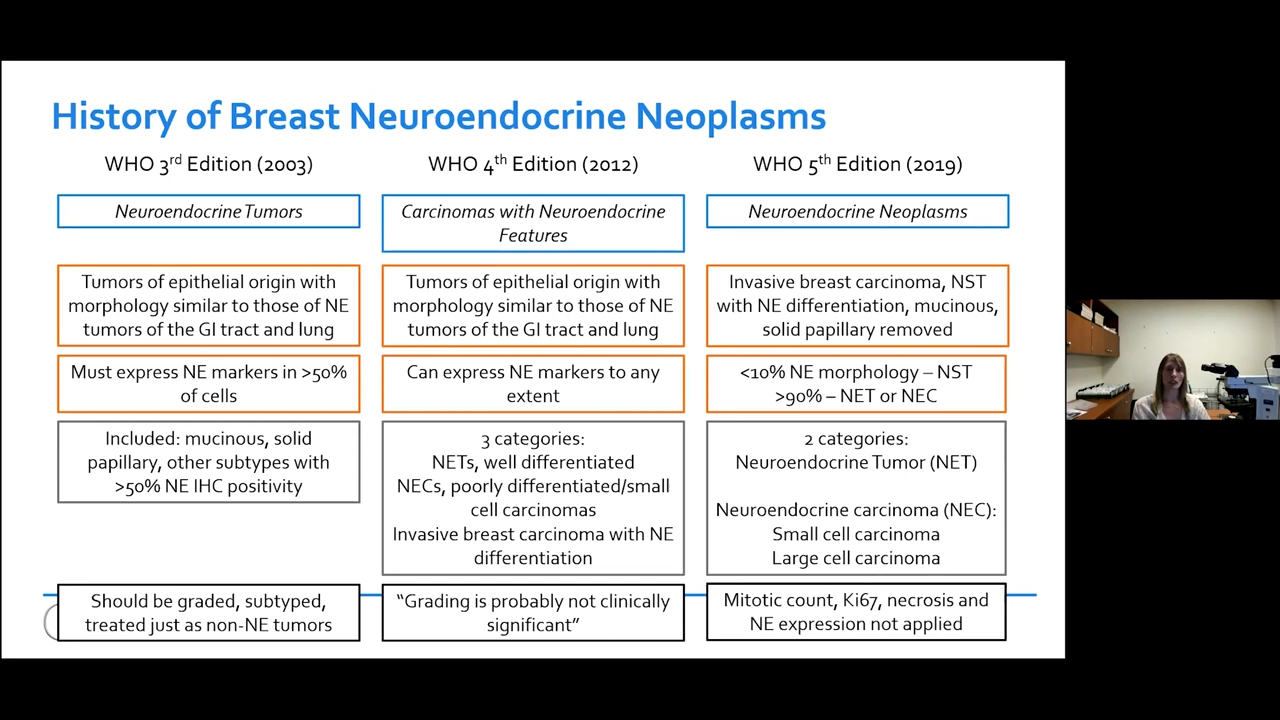 History of Breast Neuroendocrine Neoplasms
WHO 3rd Edition (2003)
Neuroendocrine Tumors
Tumors of epithelial origin with
morphology similar to those of NE
tumors of the GI tract and lung
Must express NE markers in >50%
of cells
Included: mucinous, solid
papillary, other subtypes with
>50% NE IHC positivity
Should be graded, subtyped,
treated just as non-NE tumors
WHO 4th Edition (2012)
Carcinomas with Neuroendocrine
Features
Tumors of epithelial origin with
morphology similar to those of NE
tumors of the GI tract and lung
Can express NE markers to any
extent
3 categories:
NETs, well differentiated
NECs, poorly differentiated/small
cell carcinomas
Invasive breast carcinoma with NE
differentiation
“Grading is probably not clinically
significant”
WHO 5th Edition (2019)
Neuroendocrine Neoplasms
Invasive breast carcinoma, NST
with NE differentiation, mucinous,
solid papillary removed
<10% NE morphology – NST
>90% – NET or NEC
2 categories:
Neuroendocrine Tumor (NET)
Neuroendocrine carcinoma (NEC):
Small cell carcinoma
Large cell carcinoma
Mitotic count, Ki67, necrosis and
NE expression not applied